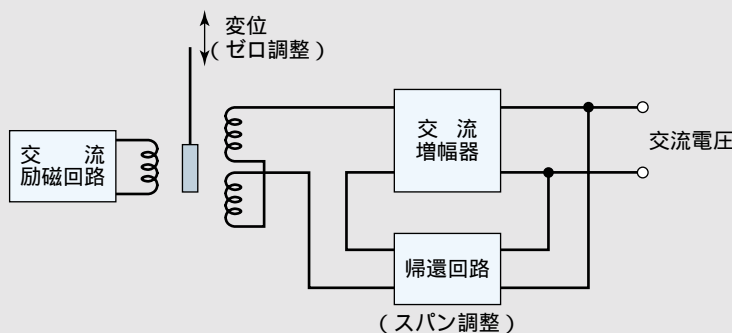 変位
(ゼロ調整)
交流
励磁回路
交流
増幅器
交流電圧
帰還回路
(スパン調整)